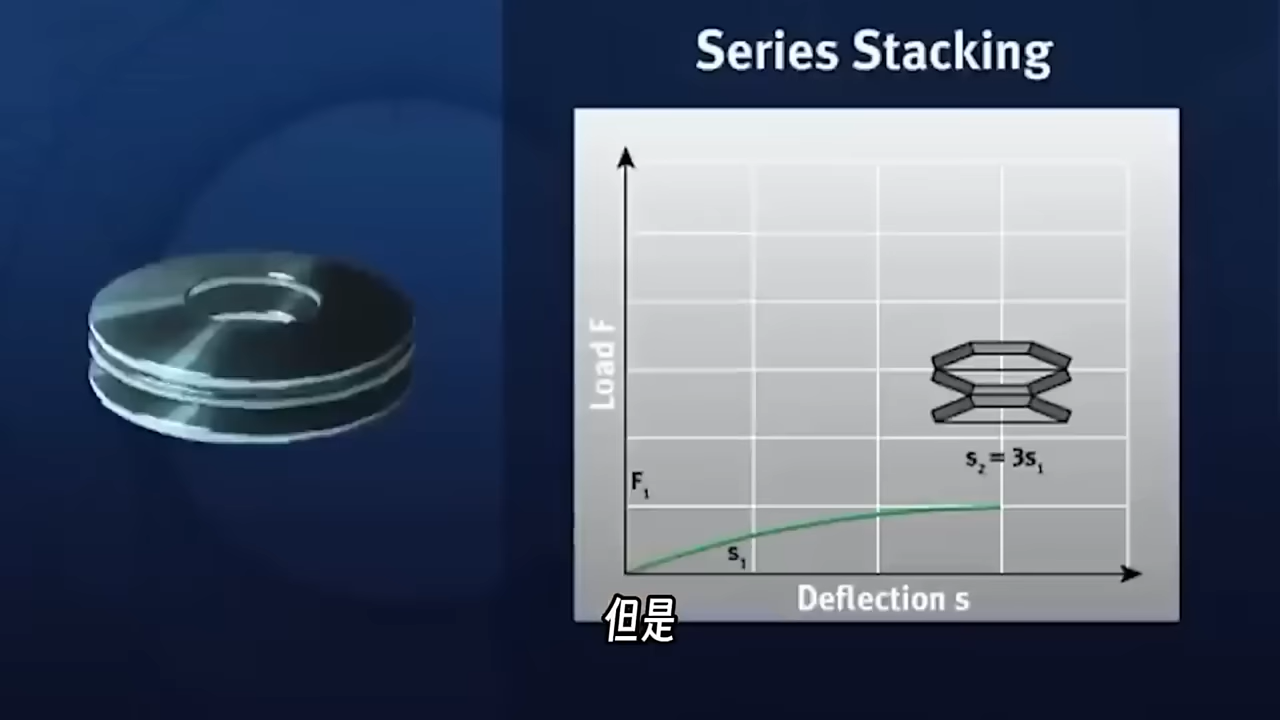 Series Stacking
Load F
s₂ = 3s₁
F₁
s₁
Deflection s
但是